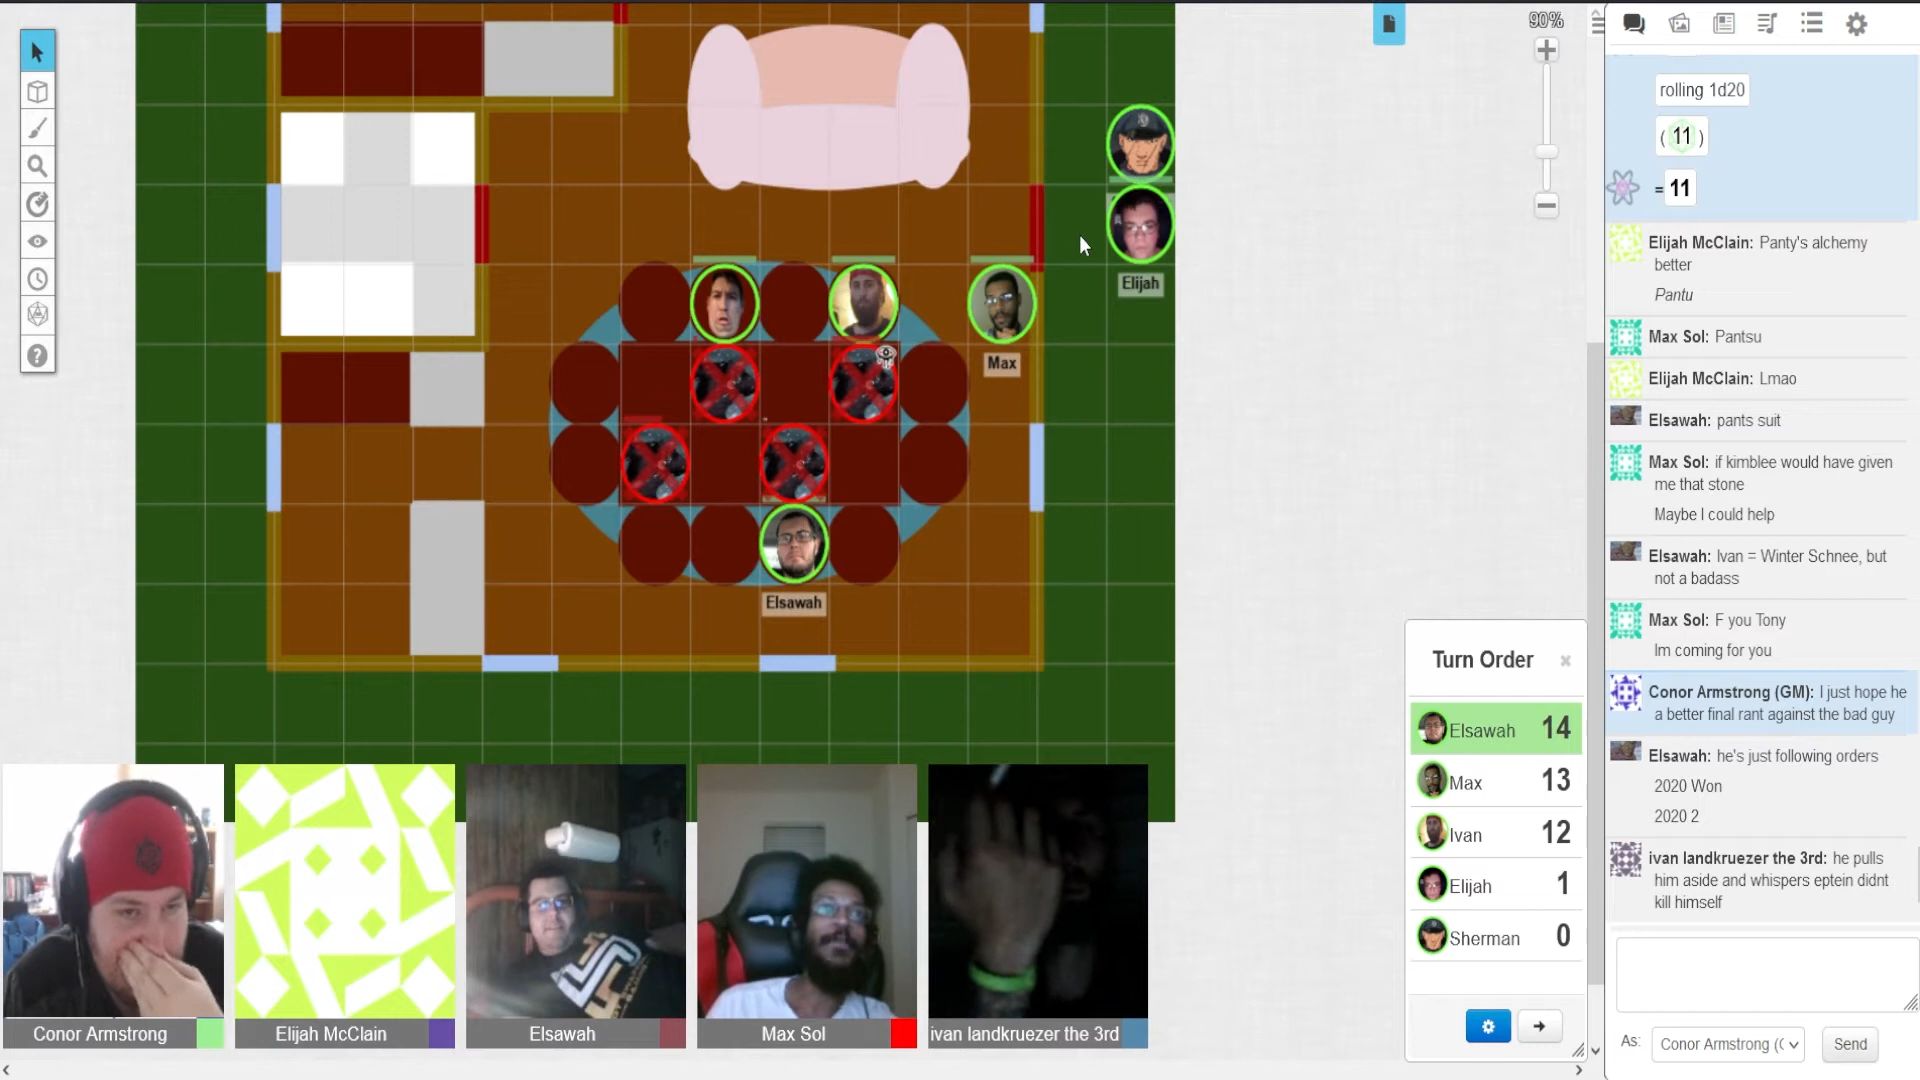 90%
rolling 1d20
( 11 )
= 11
Elijah McClain: Panty's alchemy
better
Pantu
Max Sol: Pantsu
Elijah McClain: Lmao
Elsawah: pants suit
Max Sol: if kimblee would have given
me that stone
Maybe I could help
Elsawah: Ivan = Winter Schnee, but
not a badass
Max Sol: F you Tony
Im coming for you
Conor Armstrong (GM): I just hope he
a better final rant against the bad guy
Elsawah: he's just following orders
2020 Won
2020 2
ivan landkruezer the 3rd: he pulls
him aside and whispers eptein didnt
kill himself
As: Conor Armstrong (
Send
Elijah
Max
Elsawah
Turn Order
Elsawah 14
Max 13
Ivan 12
Elijah 1
Sherman 0
Conor Armstrong
Elijah McClain
Elsawah
Max Sol
ivan landkruezer the 3rd